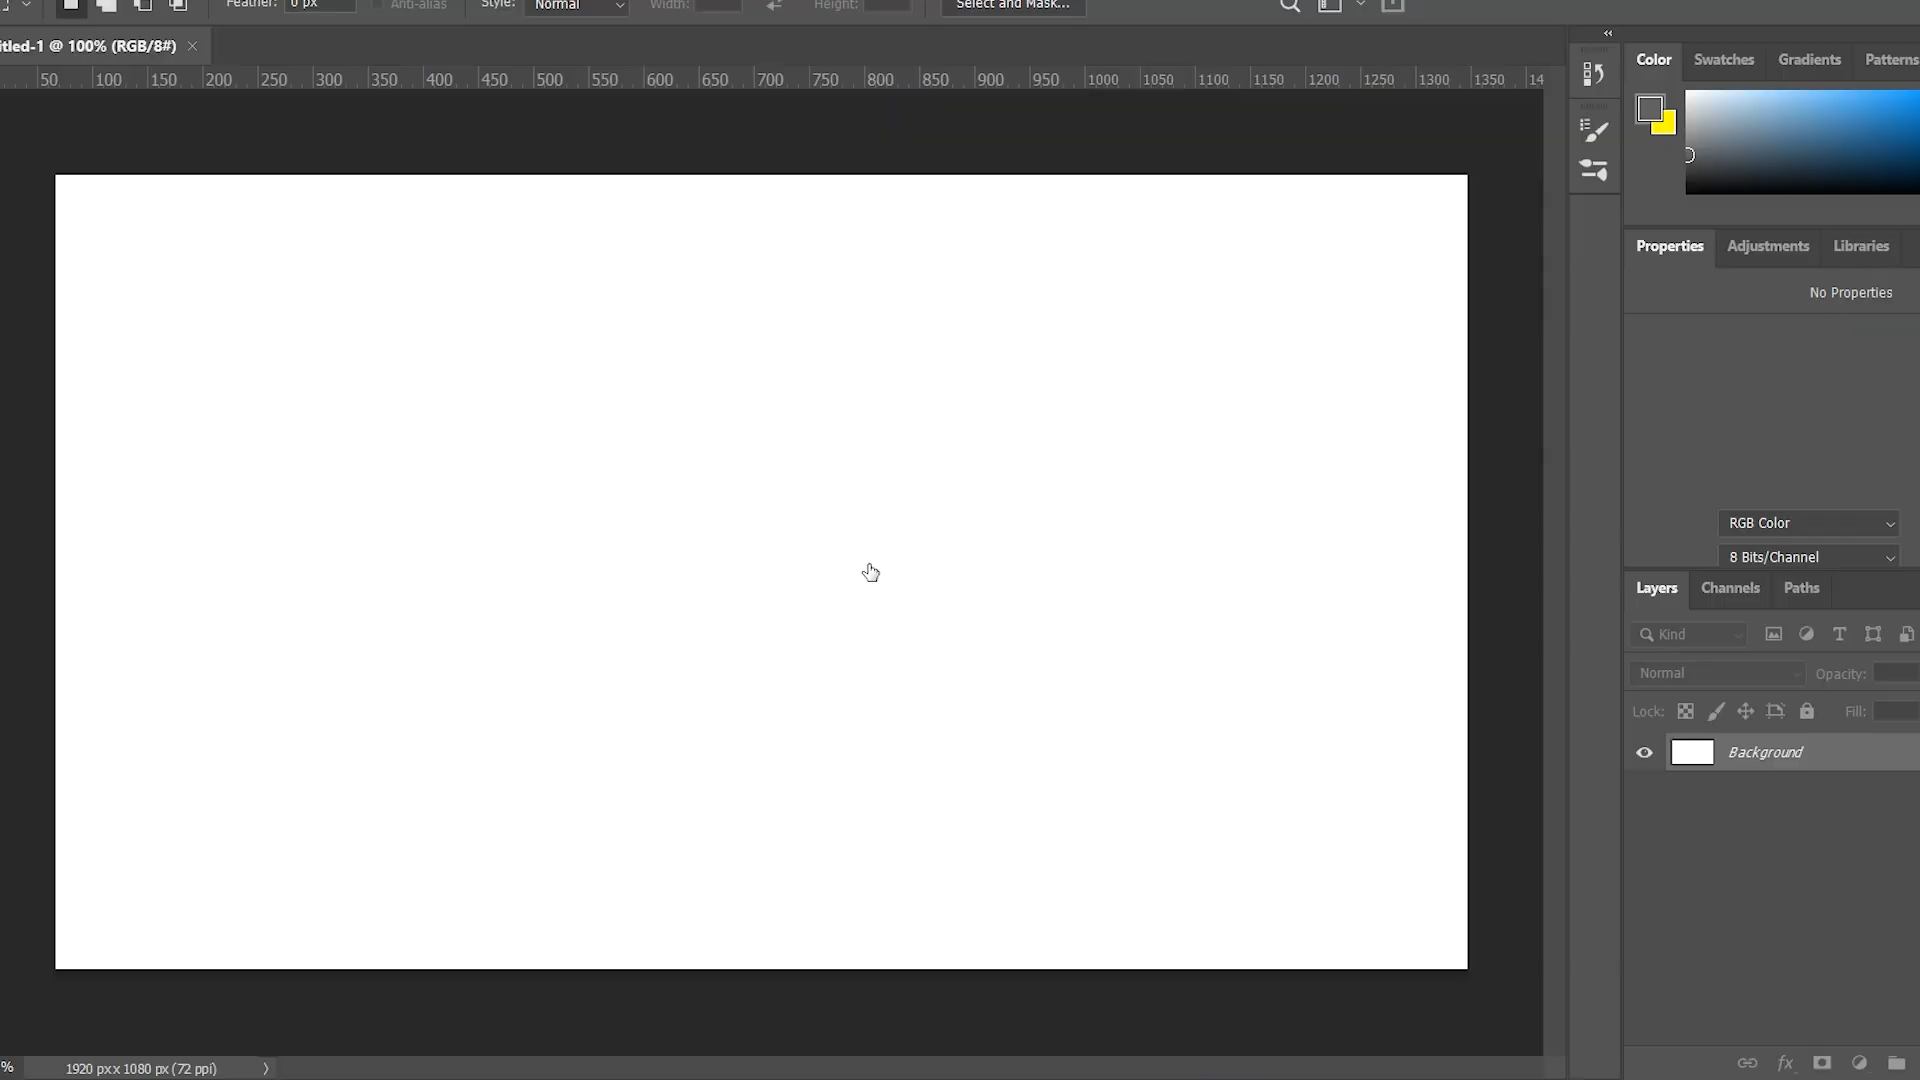 Feather: 0 px Anti-alias Style: Normal Width: Height: Select and Mask...
itled-1 @ 100% (RGB/8#) ×
50 100 150 200 250 300 350 400 450 500 550 600 650 700 750 800 850 900 950 1000 1050 1100 1150 1200 1250 1300 1350 14
Color Swatches Gradients Patterns
Properties Adjustments Libraries
No Properties
RGB Color
8 Bits/Channel
Layers Channels Paths
Kind
Normal Opacity:
Lock: Fill:
Background
% 1920 px x 1080 px (72 ppi)